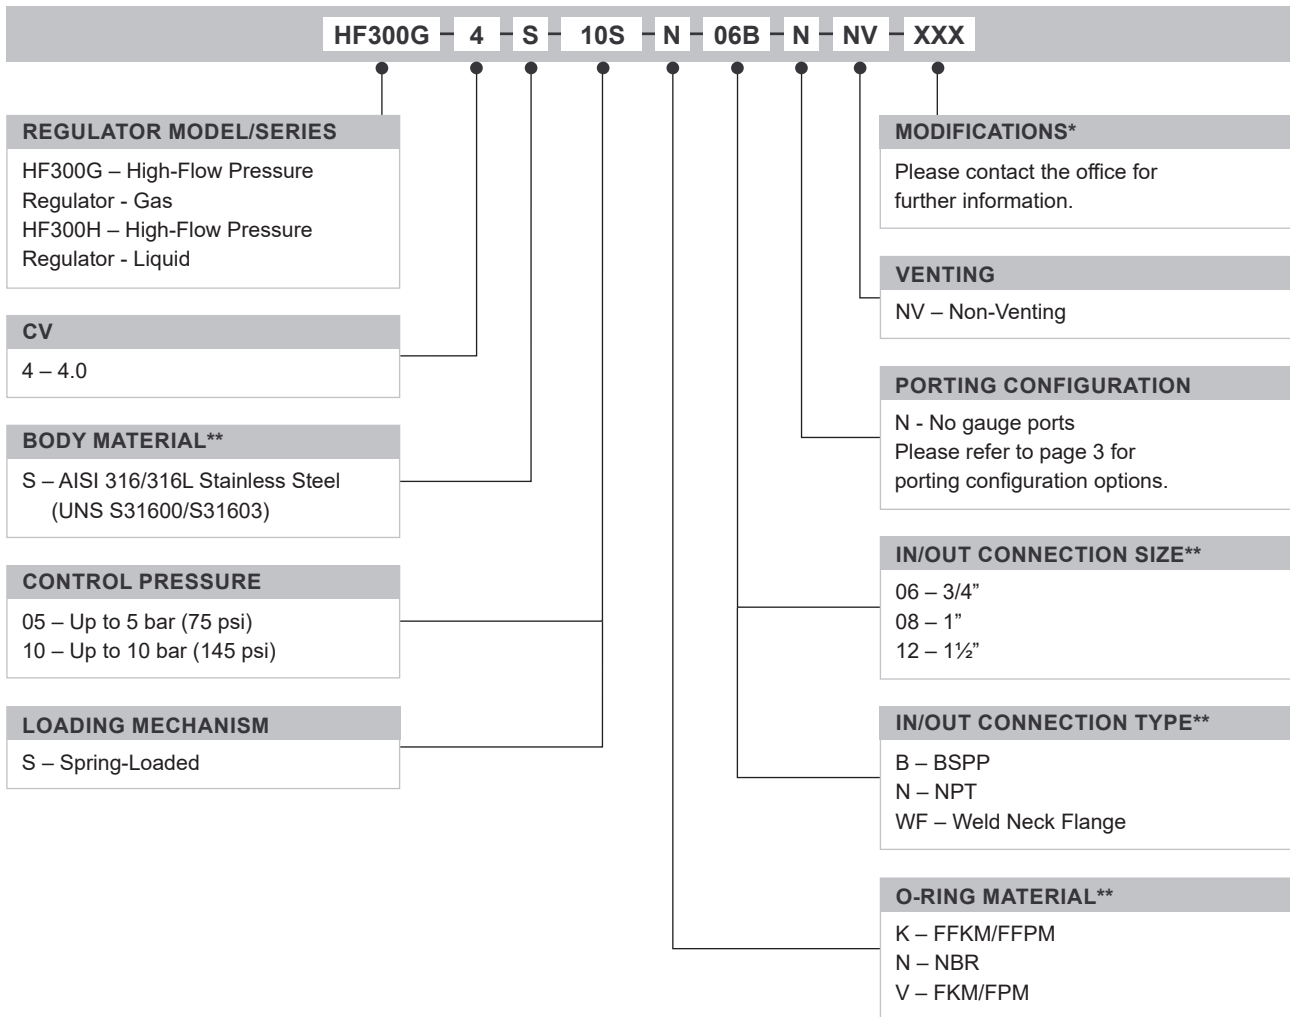 HF300G 4 S 10S N 06B N NV XXX
REGULATOR MODEL/SERIES
HF300G – High-Flow Pressure
Regulator - Gas
HF300H – High-Flow Pressure
Regulator - Liquid
CV
4 – 4.0
BODY MATERIAL**
S – AISI 316/316L Stainless Steel
(UNS S31600/S31603)
CONTROL PRESSURE
05 – Up to 5 bar (75 psi)
10 – Up to 10 bar (145 psi)
LOADING MECHANISM
S – Spring-Loaded
MODIFICATIONS*
Please contact the office for
further information.
VENTING
NV – Non-Venting
PORTING CONFIGURATION
N - No gauge ports
Please refer to page 3 for
porting configuration options.
IN/OUT CONNECTION SIZE**
06 – 3/4”
08 – 1”
12 – 1½”
IN/OUT CONNECTION TYPE**
B – BSPP
N – NPT
WF – Weld Neck Flange
O-RING MATERIAL**
K – FFKM/FFPM
N – NBR
V – FKM/FPM